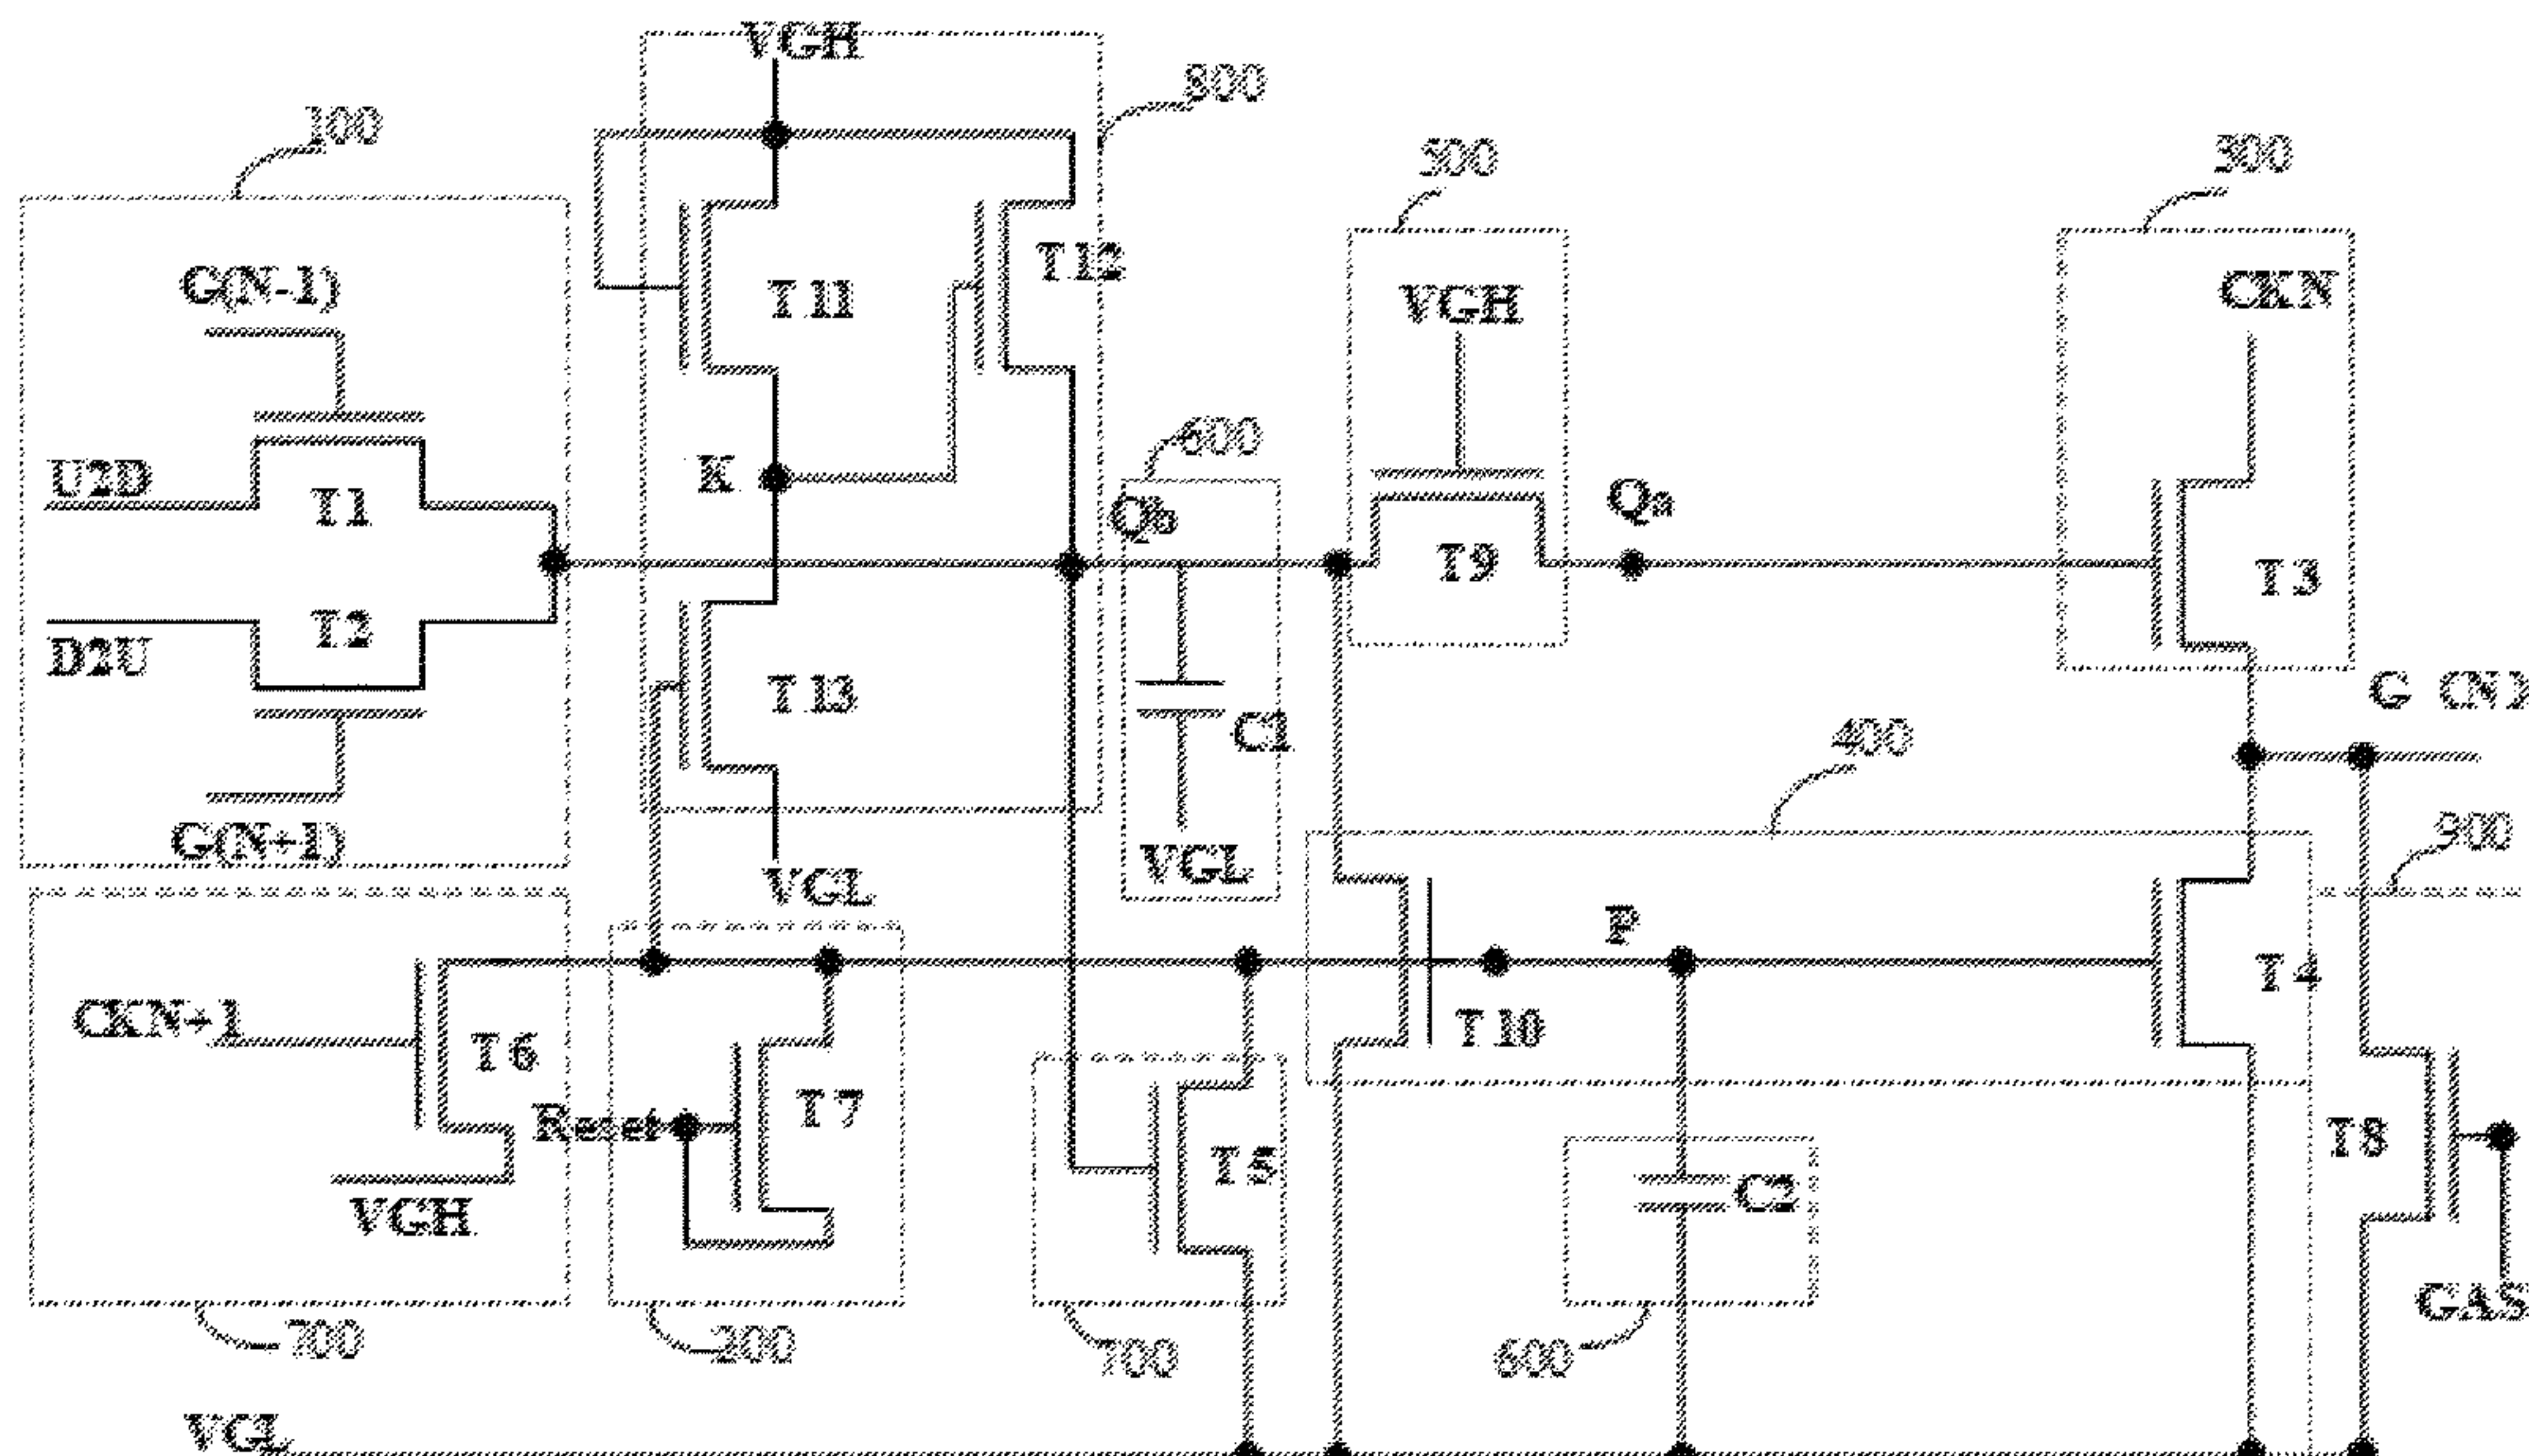 VGH
800
100
500
300
G(N-1)
T12
T11
VGH
CKN
600
U2D
K
Qb
Qa
T1
T9
T3
T2
D2U
T13
G (N)
C1
400
G(N+1)
VGL
VGL
900
P
CKN+1
T4
T6
T10
Reset
T7
T8
T5
C2
VGH
GAS
700
200
700
600
VGL